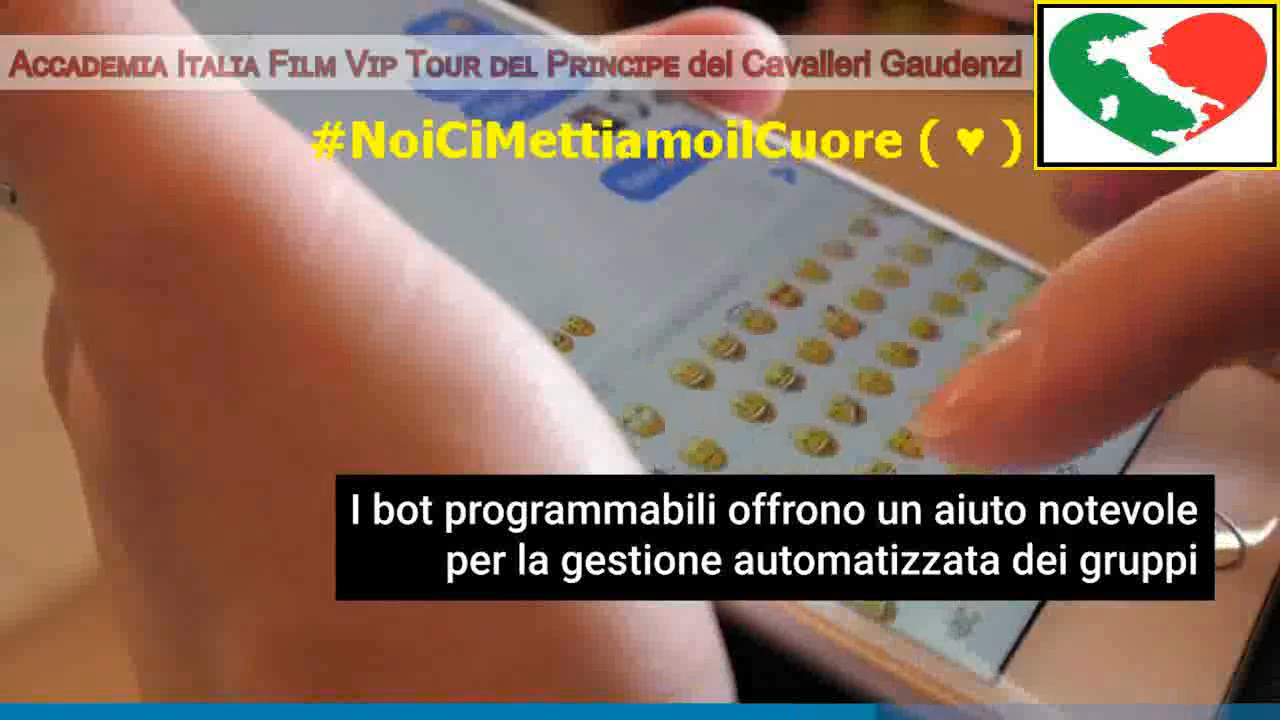 Accademia Italia Film Vip Tour del Principe dei Cavalieri Gaudenzi
#NoiCiMettiamoilCuore ( ♥ )
I bot programmabili offrono un aiuto notevole
per la gestione automatizzata dei gruppi